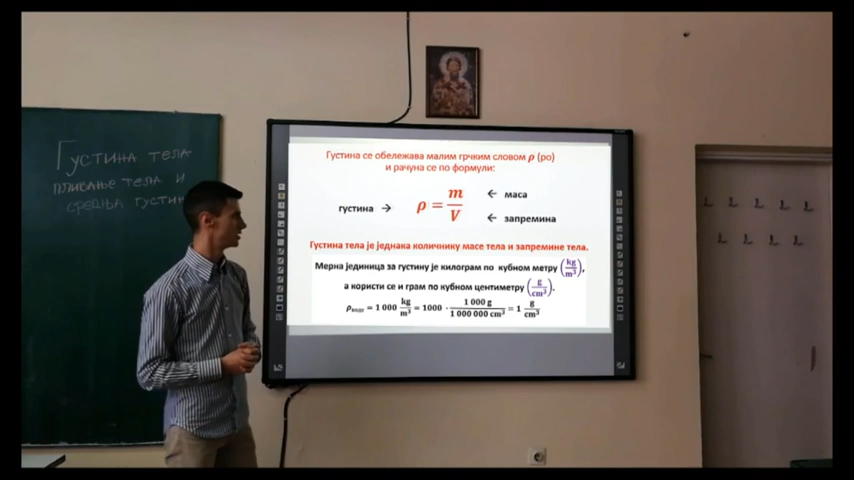 Густина тела
пливање тела и
средња густин
Густина се обележава малим грчким словом ρ (ро)
и рачуна се по формули:
густина → ρ = m/V ← маса
← запремина
Густина тела је једнака количнику масе тела и запремине тела.
Мерна јединица за густину је килограм по кубном метру (kg/m³),
а користи се и грам по кубном центиметру (g/cm³).
ρводе = 1 000 kg/m³ = 1000 · 1 000 g/1 000 000 cm³ = 1 g/cm³